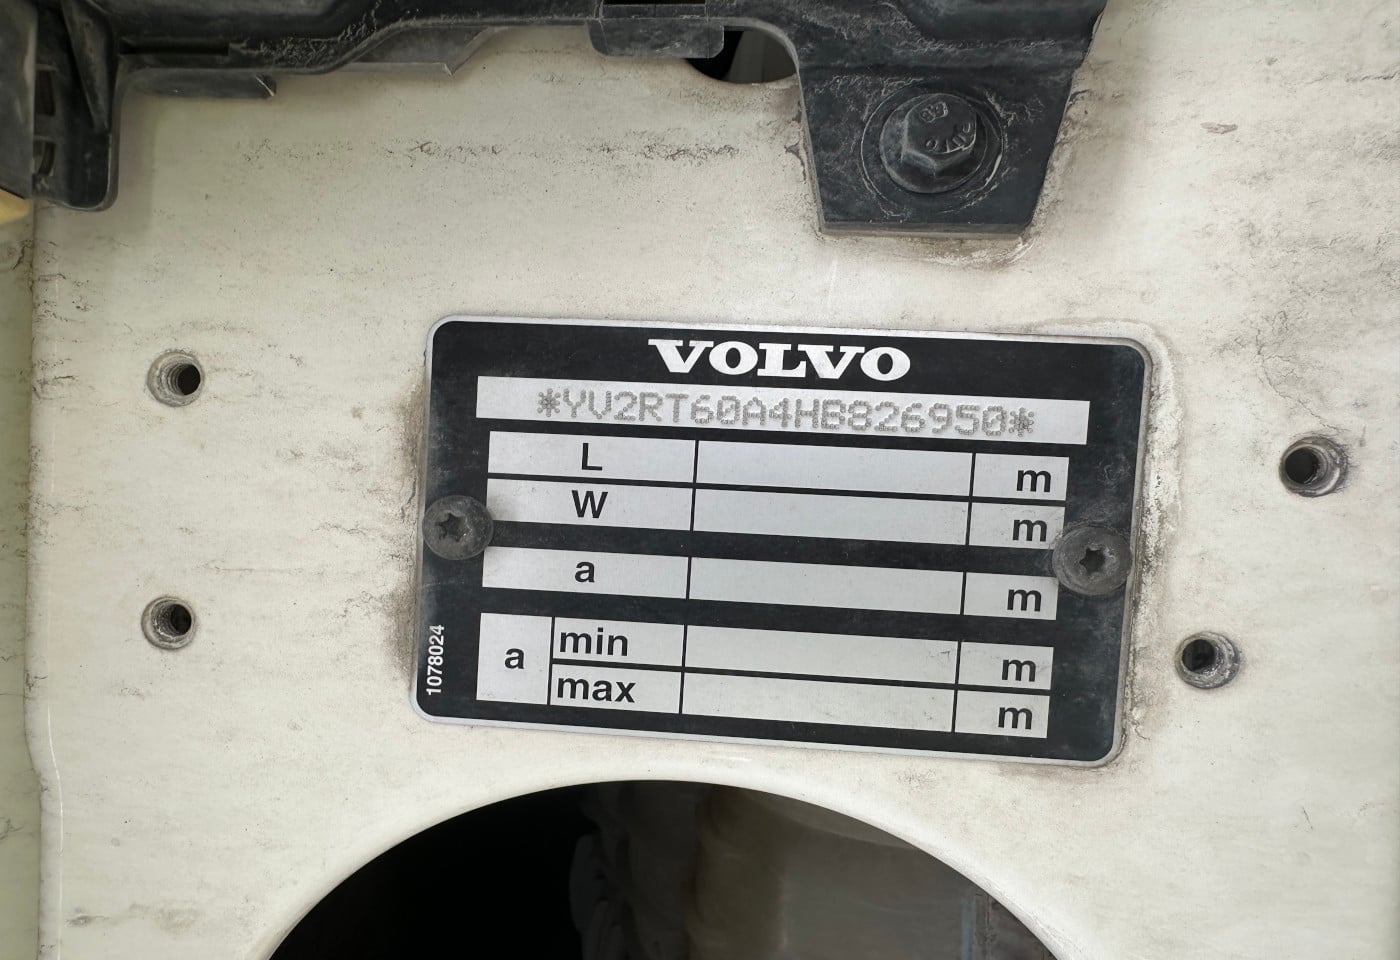 VOLVO
*YV2RT60A4HB826950*
L m
W m
a m
a min m
max m
1078024